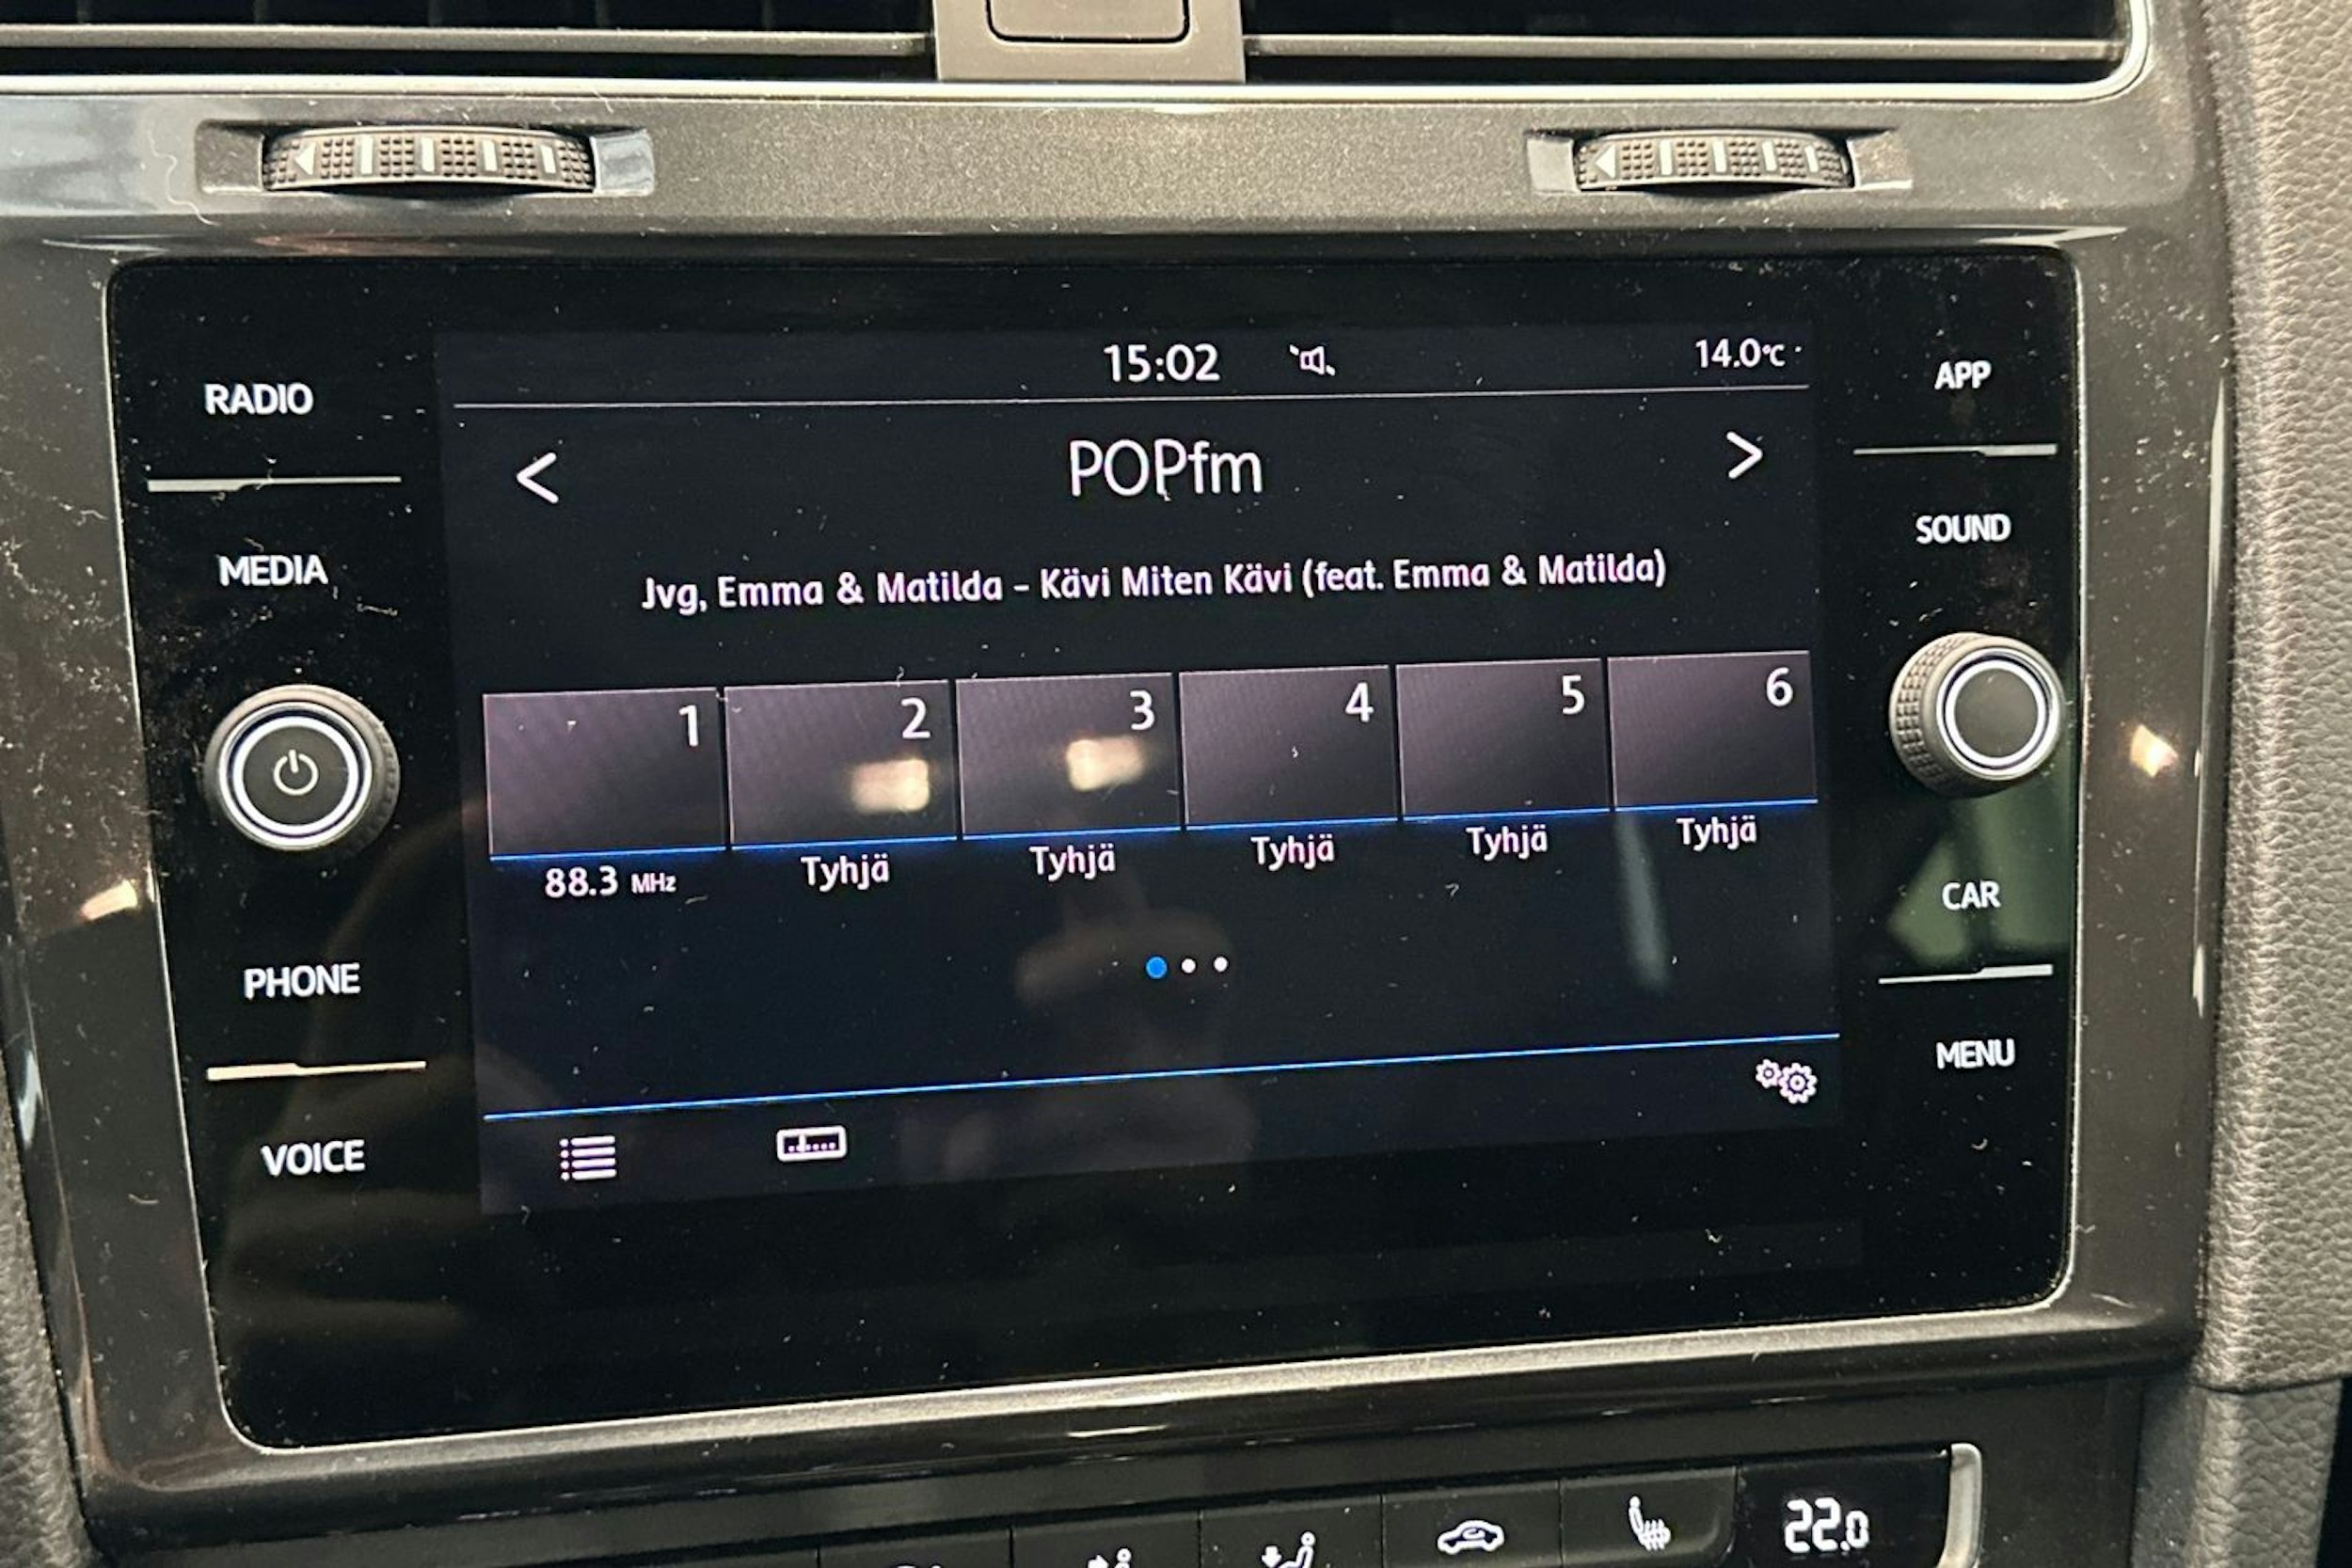 15:02 14.0°C
RADIO
APP
< POPfm >
SOUND
MEDIA
Jvg, Emma & Matilda - Kävi Miten Kävi (feat. Emma & Matilda)
1 2 3 4 5 6
88.3 MHz Tyhjä Tyhjä Tyhjä Tyhjä Tyhjä
CAR
PHONE
MENU
VOICE
22.0